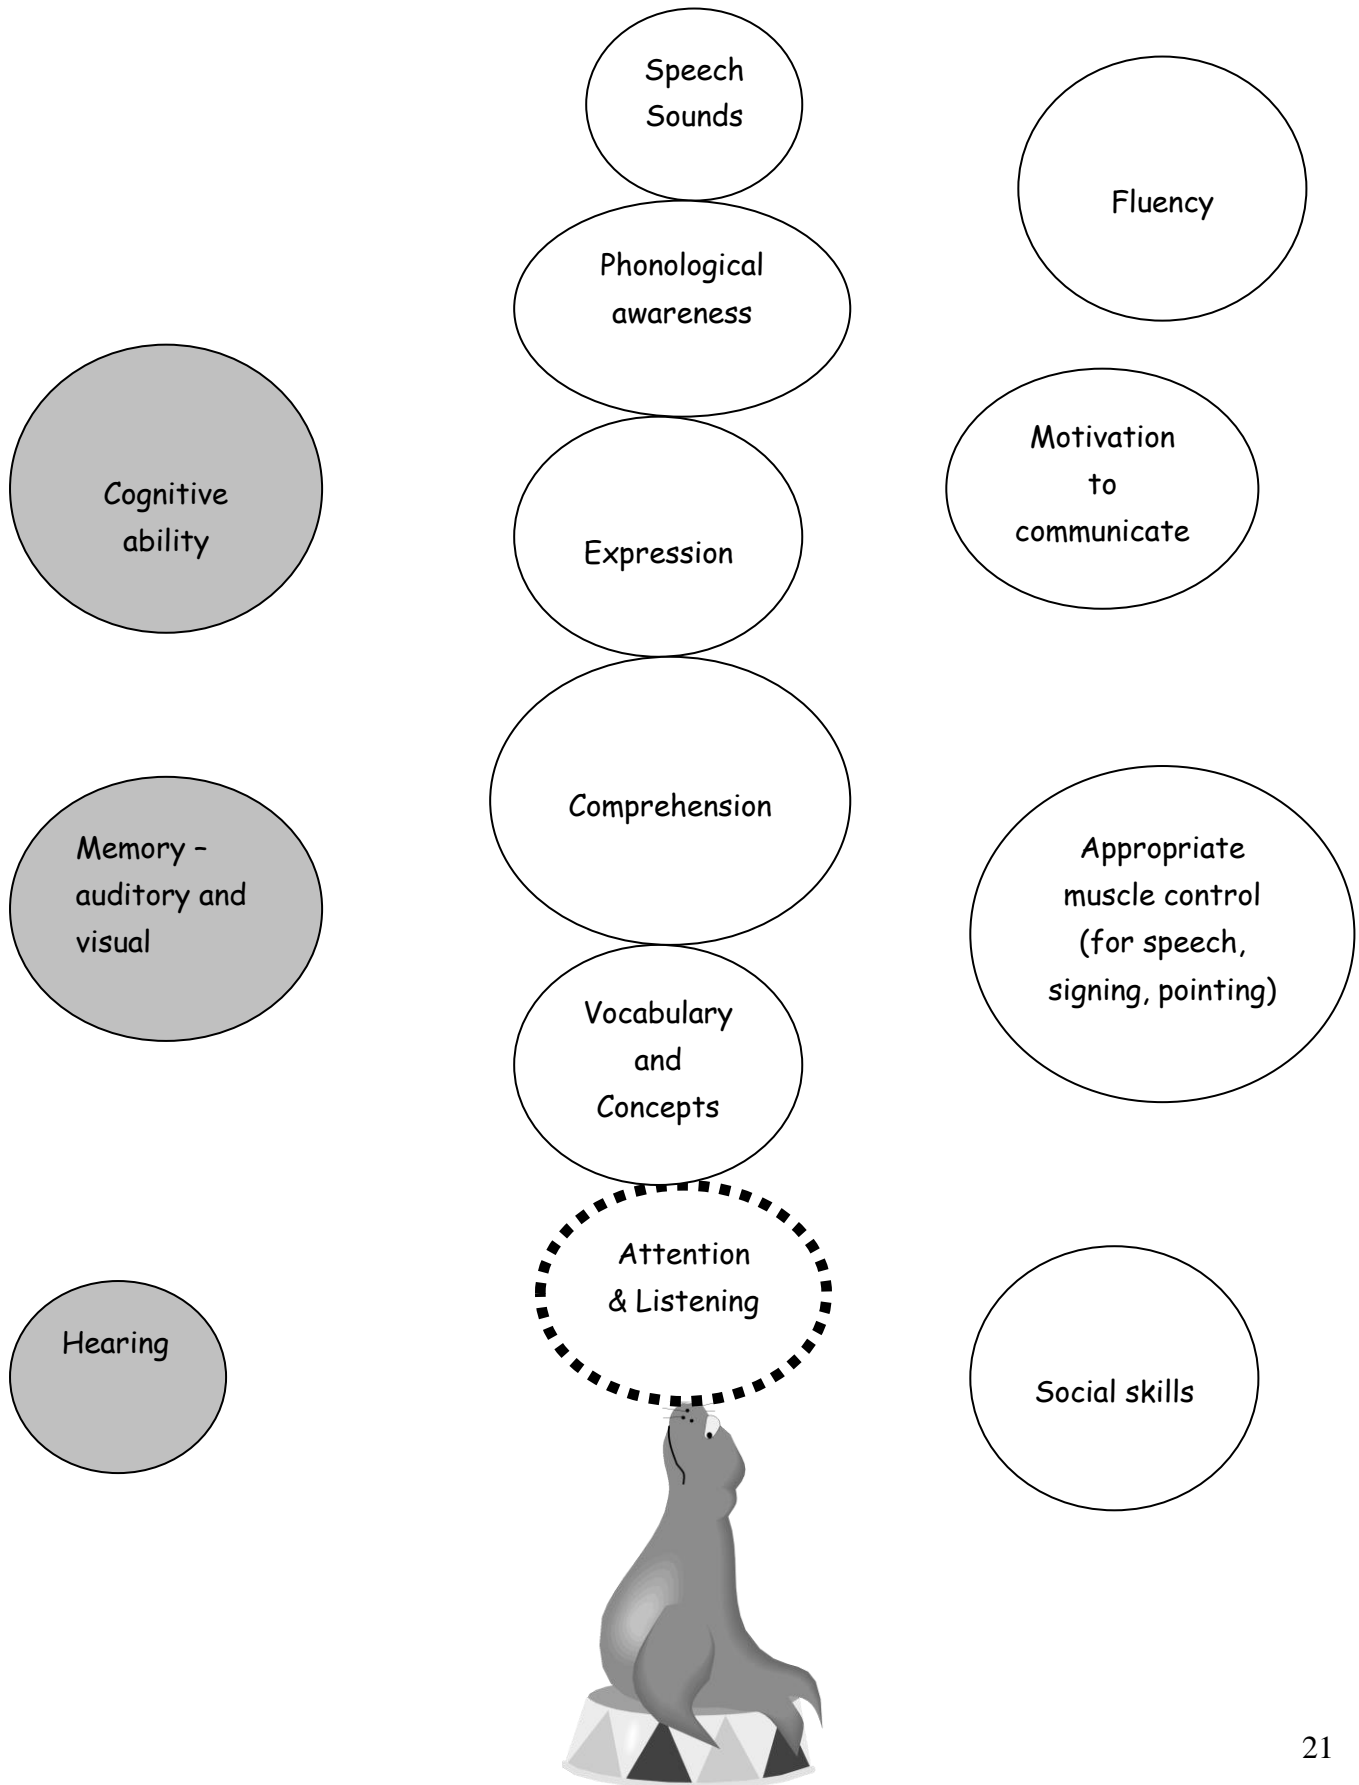 Speech
Sounds
Fluency
Phonological
awareness
Cognitive
ability
Motivation
to
communicate
Expression
Comprehension
Memory –
auditory and
visual
Appropriate
muscle control
(for speech,
signing, pointing)
Vocabulary
and
Concepts
Attention
& Listening
Hearing
Social skills
21